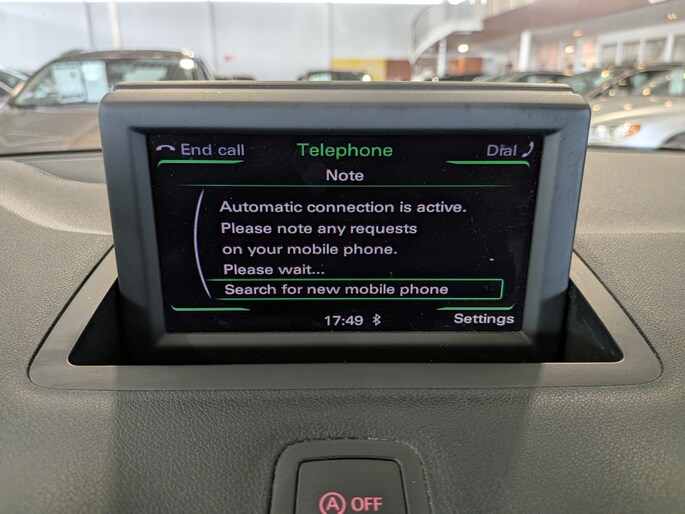 End call
Telephone
Dial
Note
Automatic connection is active.
Please note any requests
on your mobile phone.
Please wait...
Search for new mobile phone
17:49
Settings
A OFF